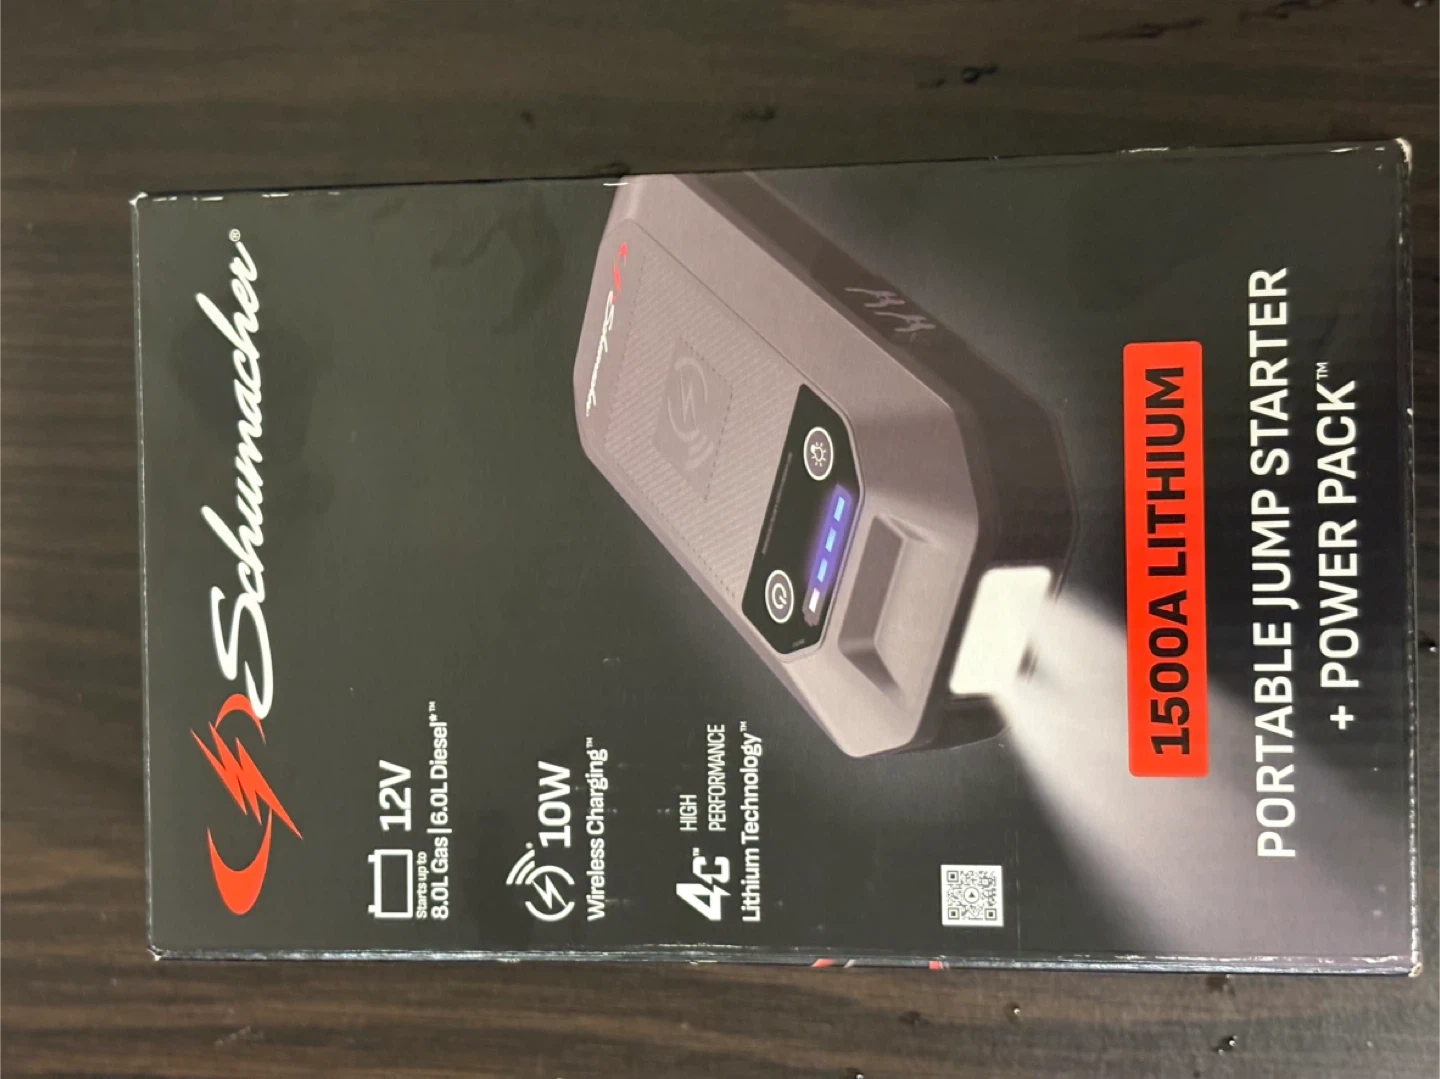 Schumacher®
12V
Starts up to
8.0L Gas | 6.0L Diesel*™
10W
Wireless Charging™
4C™ HIGH
PERFORMANCE
Lithium Technology™
Schumacher
1500A LITHIUM
PORTABLE JUMP STARTER
+ POWER PACK™